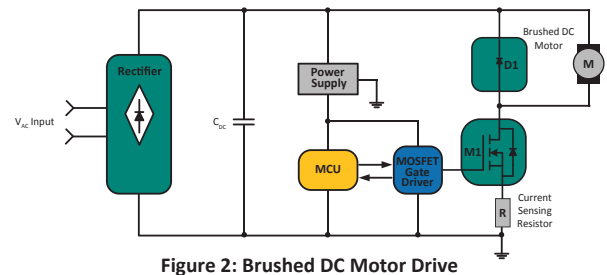 Brushed DC
Motor
Rectifier
D1
M
Power
Supply
V_AC Input
C_DC
M1
MCU
MOSFET
Gate
Driver
R
Current
Sensing
Resistor
Figure 2: Brushed DC Motor Drive